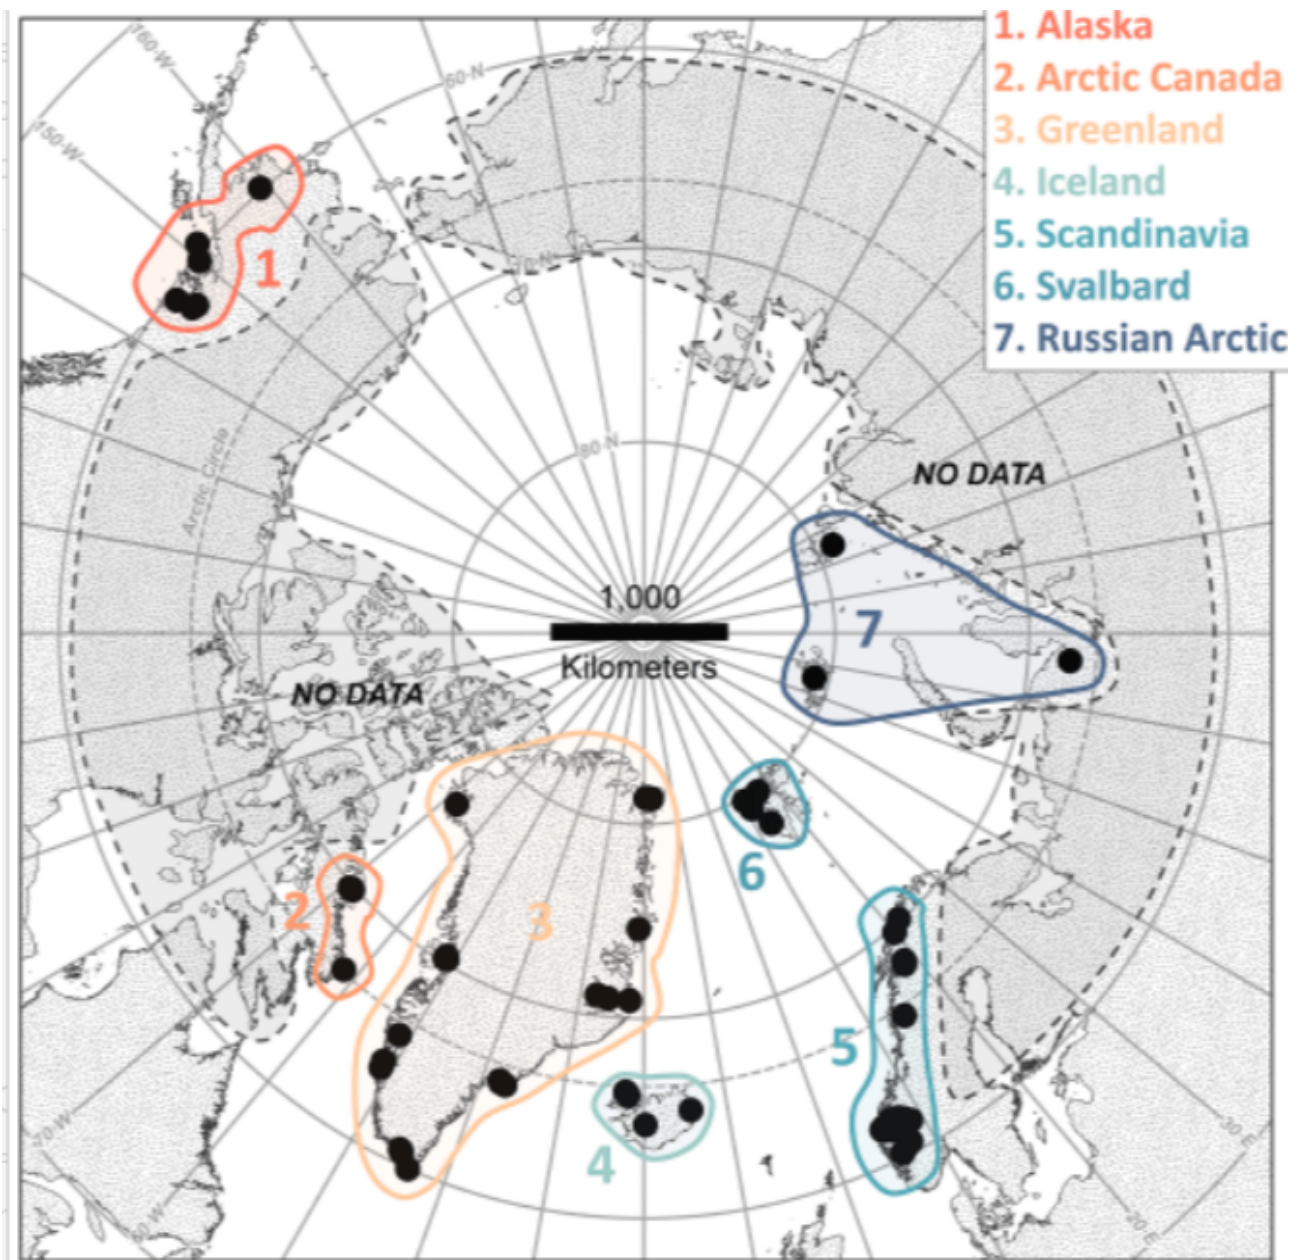 1. Alaska
2. Arctic Canada
3. Greenland
4. Iceland
5. Scandinavia
6. Svalbard
7. Russian Arctic
160-W
60-N
150-W
1
70-N
Arctic Circle
80-N
NO DATA
1,000
7
Kilometers
NO DATA
6
2
3
5
70-W
30-E
4
20-E